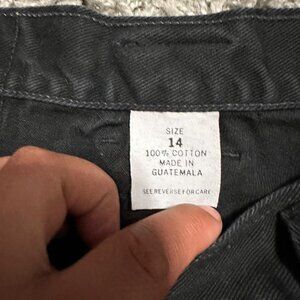 SIZE
14
100% COTTON
MADE IN
GUATEMALA
SEE REVERSE FOR CARE